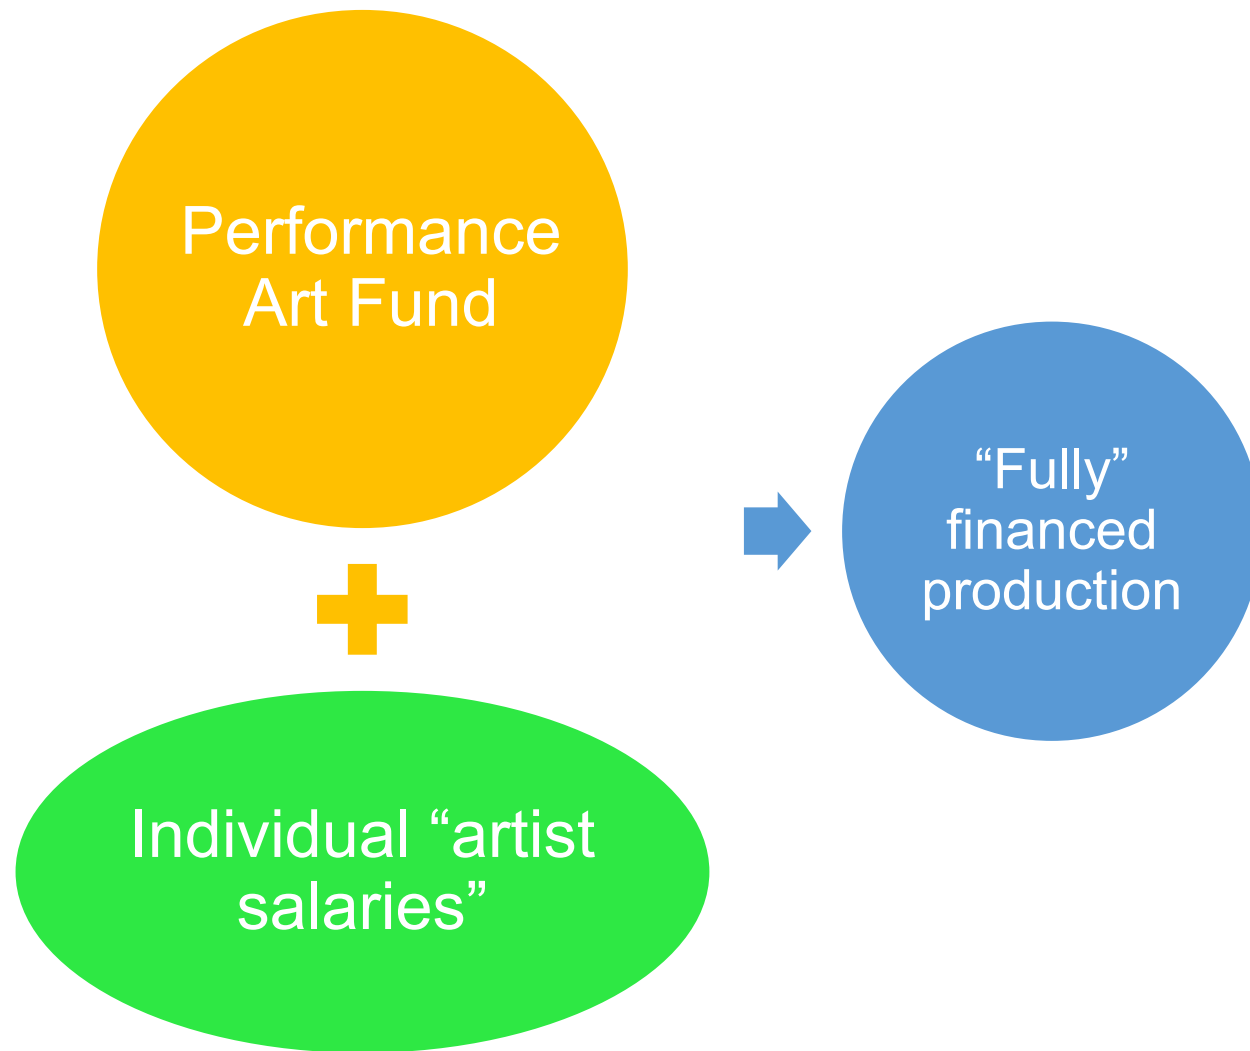 Performance
Art Fund
Individual “artist
salaries”
“Fully”
financed
production